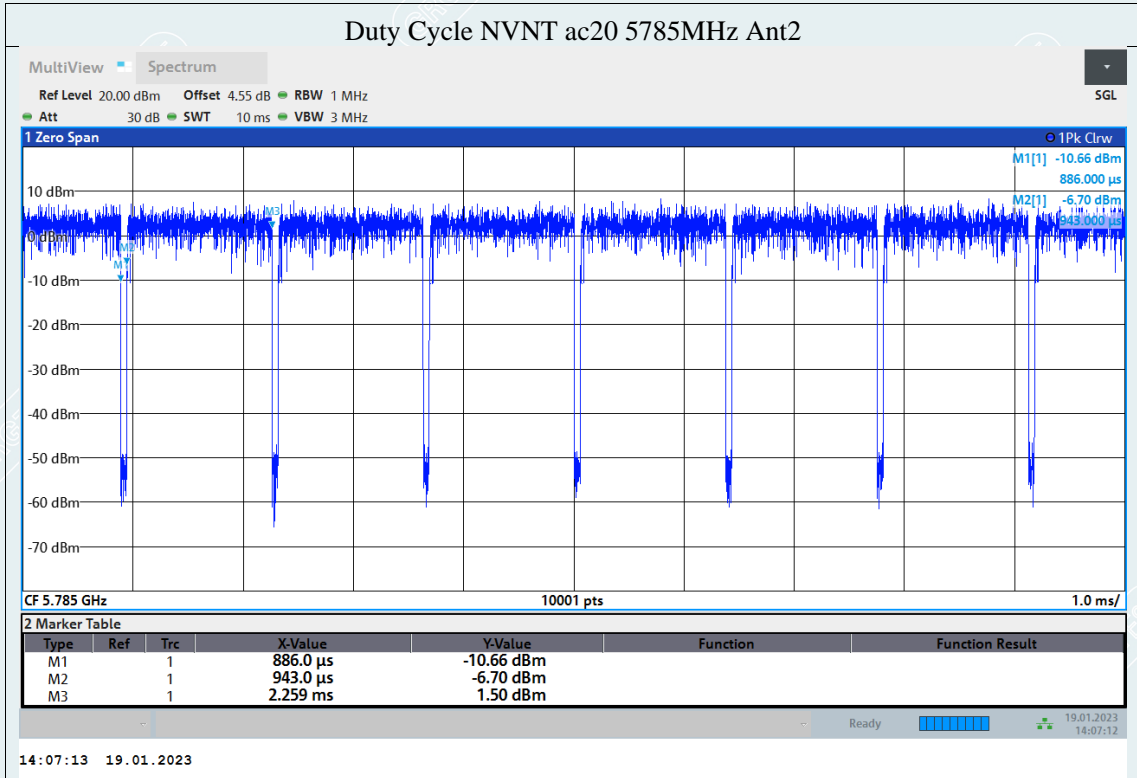 Duty Cycle NVNT ac20 5785MHz Ant2
MultiView Spectrum
Ref Level 20.00 dBm Offset 4.55 dB RBW 1 MHz SGL
Att 30 dB SWT 10 ms VBW 3 MHz
1 Zero Span 1Pk Clrw
M1[1] -10.66 dBm
886.000 µs
10 dBm
M2[1] -6.70 dBm
943.000 µs
M3
0 dBm
M2
M1
-10 dBm
-20 dBm
-30 dBm
-40 dBm
-50 dBm
-60 dBm
-70 dBm
CF 5.785 GHz 10001 pts 1.0 ms/
2 Marker Table
Type Ref Trc X-Value Y-Value Function Function Result
M1 1 886.0 µs -10.66 dBm
M2 1 943.0 µs -6.70 dBm
M3 1 2.259 ms 1.50 dBm
Ready 19.01.2023
14:07:12
14:07:13 19.01.2023